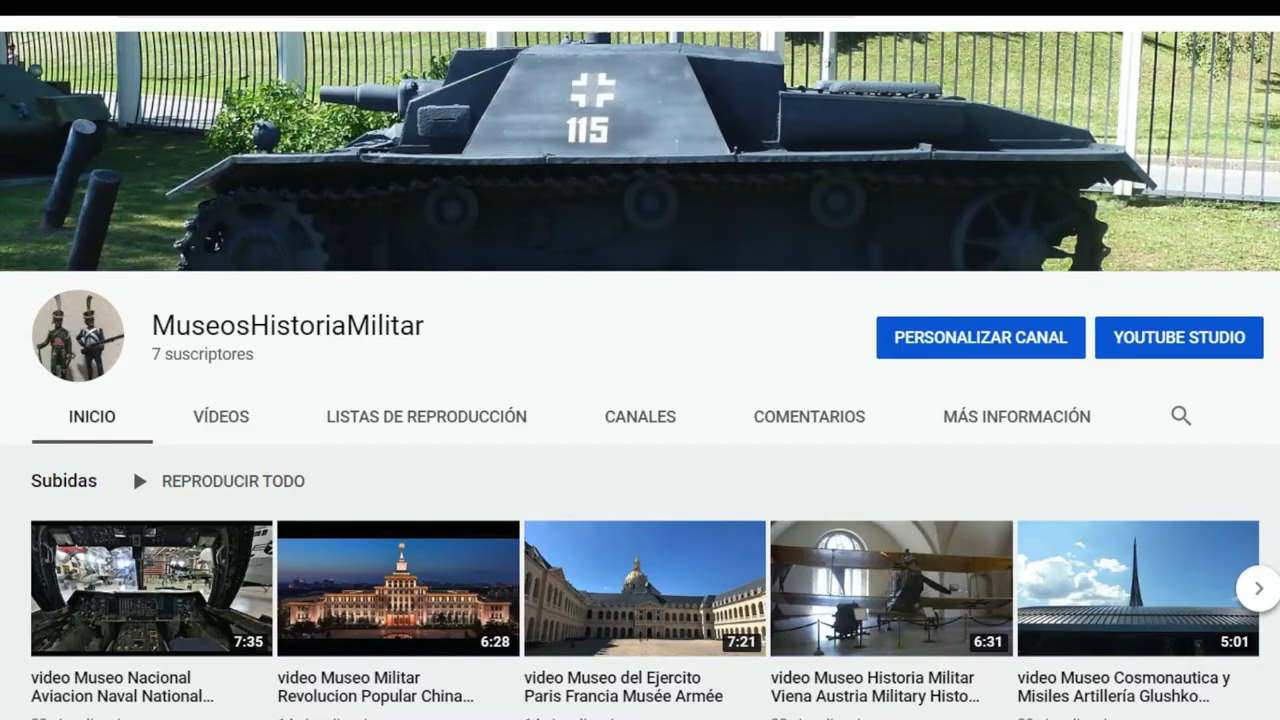 115
MuseosHistoriaMilitar
7 suscriptores
PERSONALIZAR CANAL
YOUTUBE STUDIO
INICIO
VÍDEOS
LISTAS DE REPRODUCCIÓN
CANALES
COMENTARIOS
MÁS INFORMACIÓN
Subidas
REPRODUCIR TODO
7:35
6:28
7:21
6:31
5:01
video Museo Nacional
Aviacion Naval National...
video Museo Militar
Revolucion Popular China...
video Museo del Ejercito
Paris Francia Musée Armée
video Museo Historia Militar
Viena Austria Military Histo...
video Museo Cosmonautica y
Misiles Artillería Glushko...